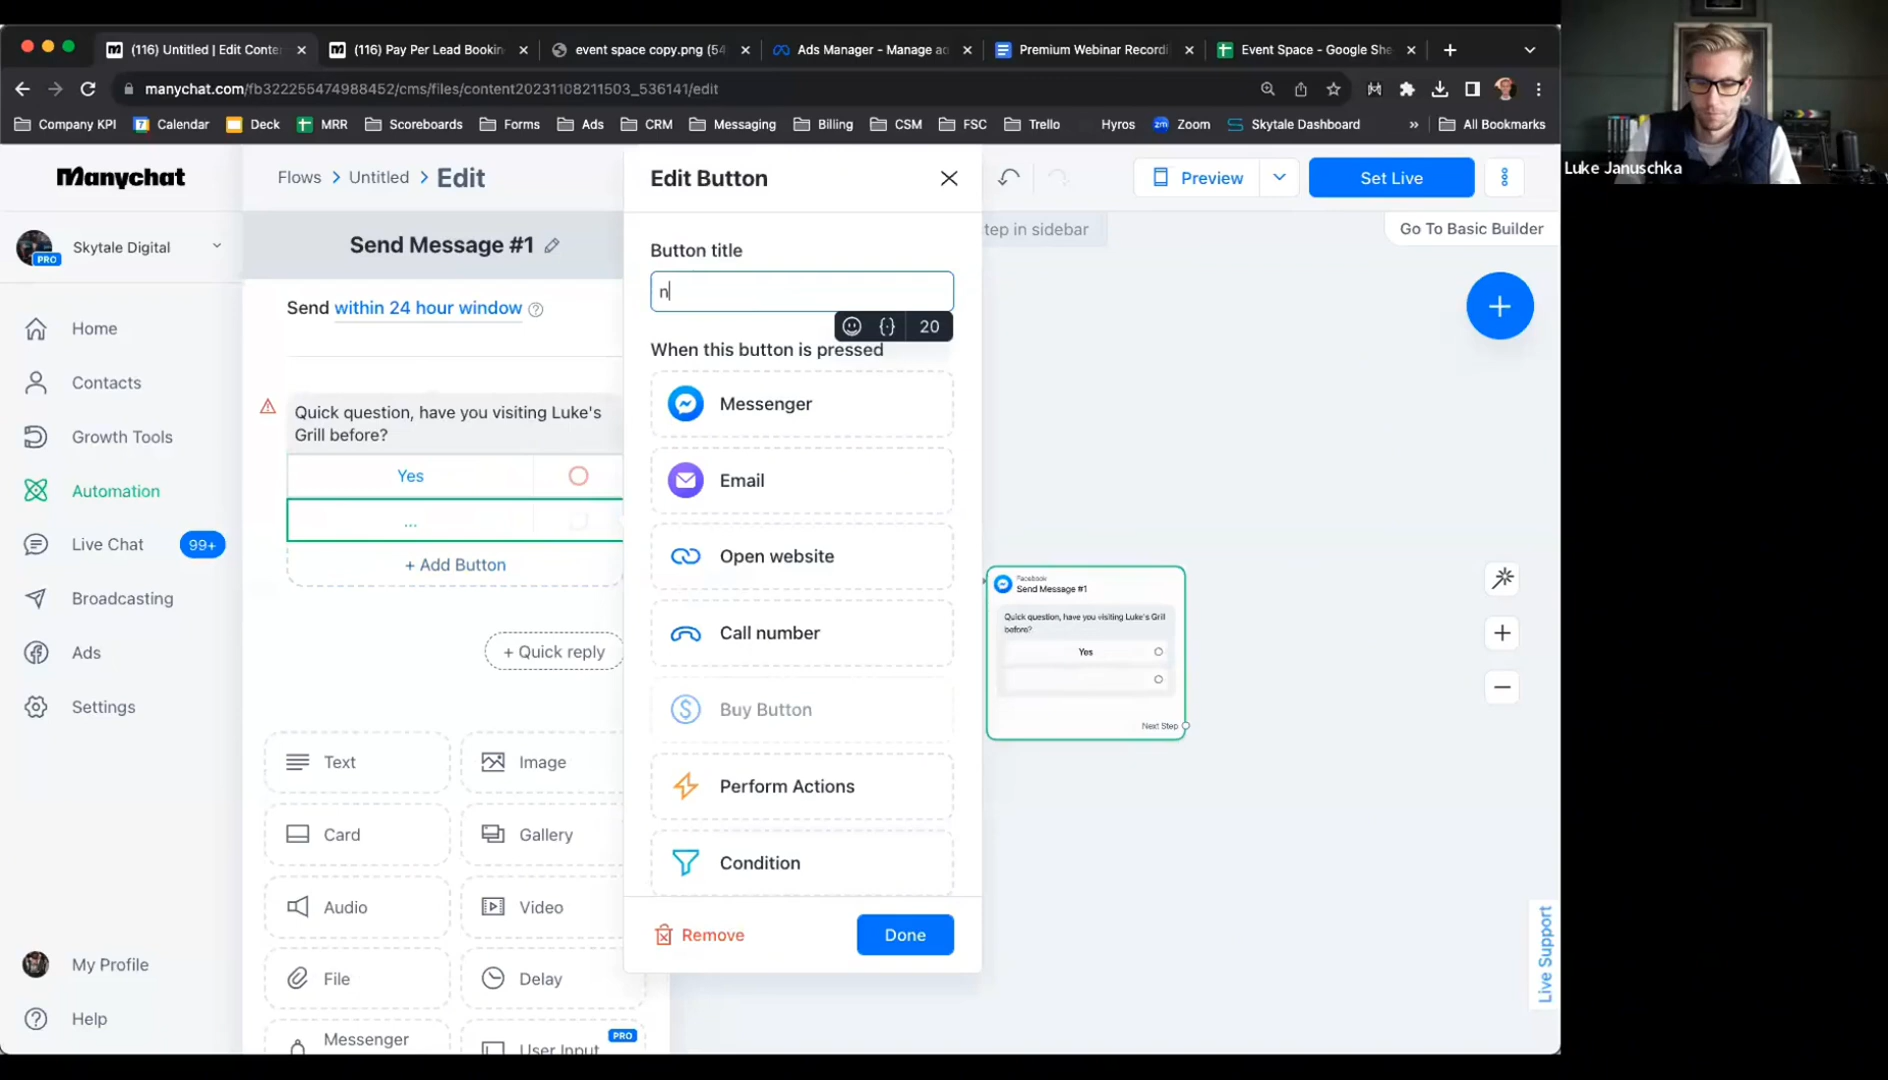 (116) Untitled | Edit Conte
(116) Pay Per Lead Bookin
event space copy.png (54
Ads Manager - Manage ad
Premium Webinar Recordi
Event Space - Google She
manychat.com/fb322255474988452/cms/files/content20231108211503_536141/edit
Company KPI
Calendar
Deck
MRR
Scoreboards
Forms
Ads
CRM
Messaging
Billing
CSM
FSC
Trello
Hyros
Zoom
Skytale Dashboard
»
All Bookmarks
Luke Januschka
Manychat
Flows > Untitled > Edit
Skytale Digital
PRO
Home
Contacts
Growth Tools
Automation
Live Chat
99+
Broadcasting
Ads
Settings
My Profile
Help
Send Message #1
Send within 24 hour window
Quick question, have you visiting Luke's
Grill before?
Yes
...
+ Add Button
+ Quick reply
Text
Image
Card
Gallery
Audio
Video
File
Delay
Messenger
User Input
PRO
Edit Button
Button title
n
20
When this button is pressed
Messenger
Email
Open website
Call number
Buy Button
Perform Actions
Condition
Remove
Done
Preview
Set Live
tep in sidebar
Go To Basic Builder
Facebook
Send Message #1
Quick question, have you visiting Luke's Grill
before?
Yes
Next Step
Live Support